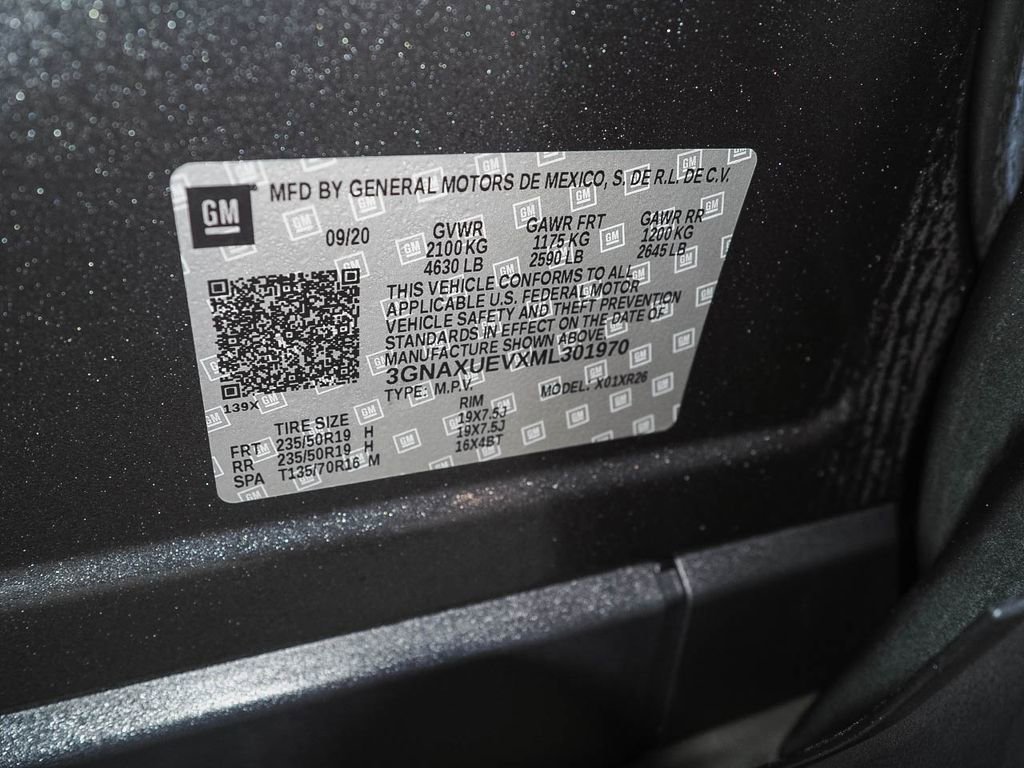 GM
MFD BY GENERAL MOTORS DE MEXICO, S. DE R.L. DE C.V.
09/20 GVWR GAWR FRT GAWR RR
2100 KG 1175 KG 1200 KG
4630 LB 2590 LB 2645 LB
THIS VEHICLE CONFORMS TO ALL
APPLICABLE U.S. FEDERAL MOTOR
VEHICLE SAFETY AND THEFT PREVENTION
STANDARDS IN EFFECT ON THE DATE OF
MANUFACTURE SHOWN ABOVE.
3GNAXUEVXML301970
TYPE: M.P.V. MODEL: X01XR26
139X
TIRE SIZE RIM
FRT 235/50R19 H 19X7.5J
RR 235/50R19 H 19X7.5J
SPA T135/70R16 M 16X4BT